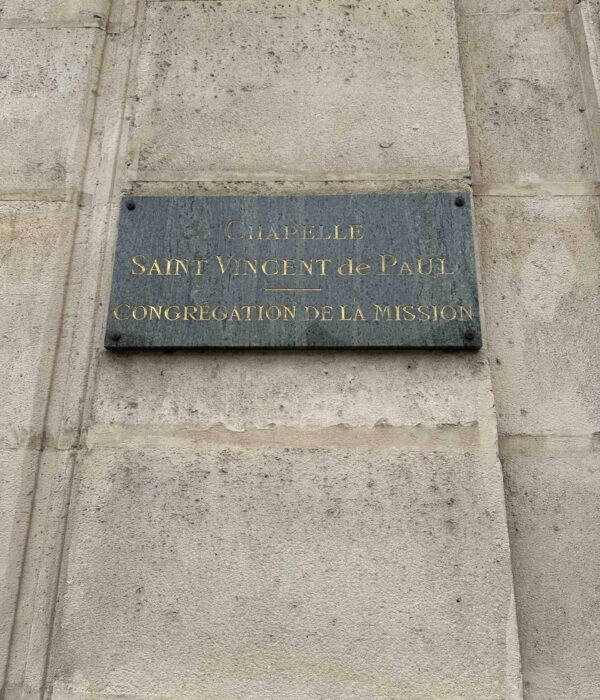 CHAPELLE
SAINT VINCENT de PAUL
CONGRÉGATION DE LA MISSION